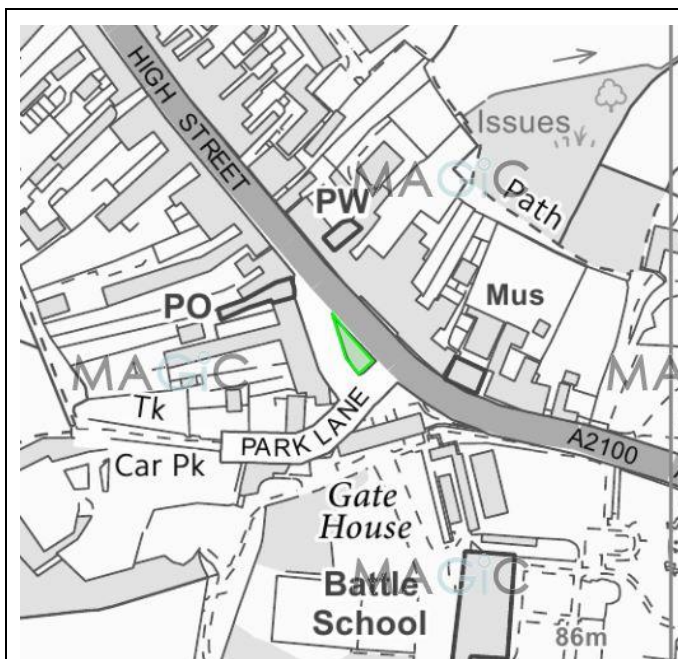 HIGH STREET
Issues
MAGiC
Path
PW
Mus
PO
MAGiC
MA
Tk
PARK LANE
Car Pk
A2100
Gate
House
MAGiC
Battle
School
86m